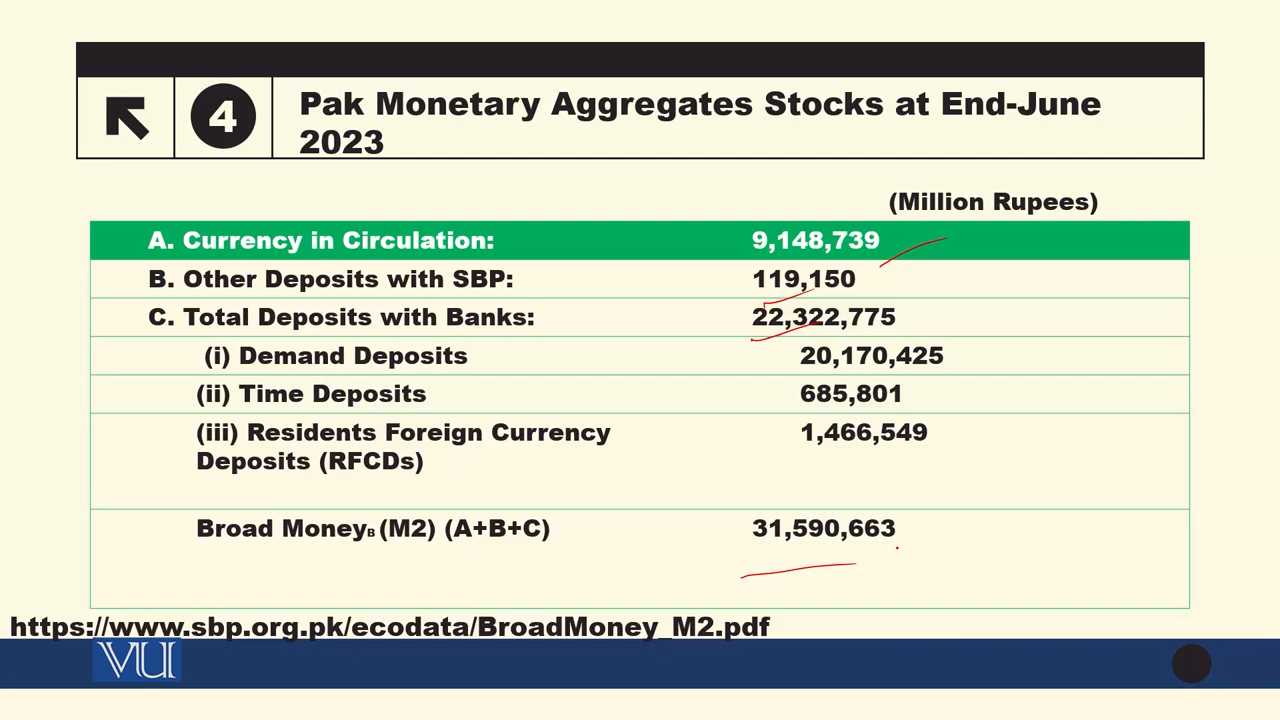 4
Pak Monetary Aggregates Stocks at End-June
2023
(Million Rupees)
A. Currency in Circulation: 9,148,739
B. Other Deposits with SBP: 119,150
C. Total Deposits with Banks: 22,322,775
(i) Demand Deposits 20,170,425
(ii) Time Deposits 685,801
(iii) Residents Foreign Currency 1,466,549
Deposits (RFCDs)
Broad MoneyB (M2) (A+B+C) 31,590,663
https://www.sbp.org.pk/ecodata/BroadMoney_M2.pdf
VU